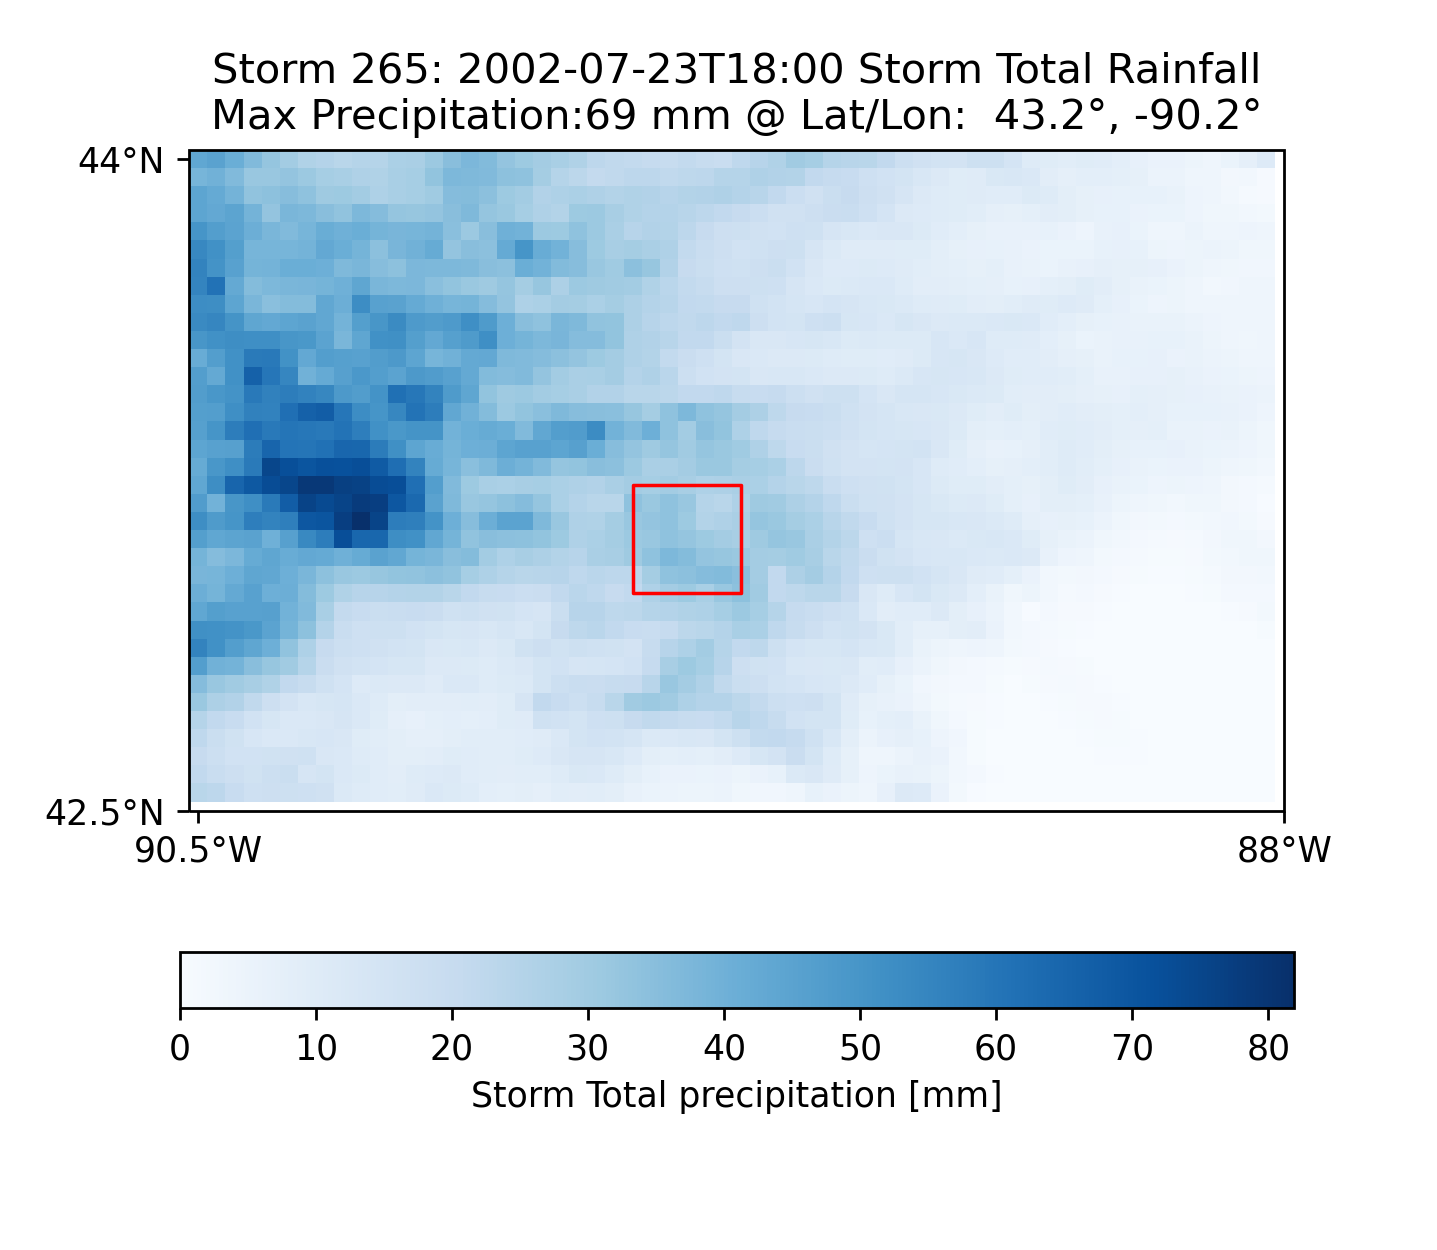 Storm 265: 2002-07-23T18:00 Storm Total Rainfall
Max Precipitation:69 mm @ Lat/Lon:  43.2°, -90.2°
44°N
42.5°N
90.5°W 88°W
0 10 20 30 40 50 60 70 80
Storm Total precipitation [mm]